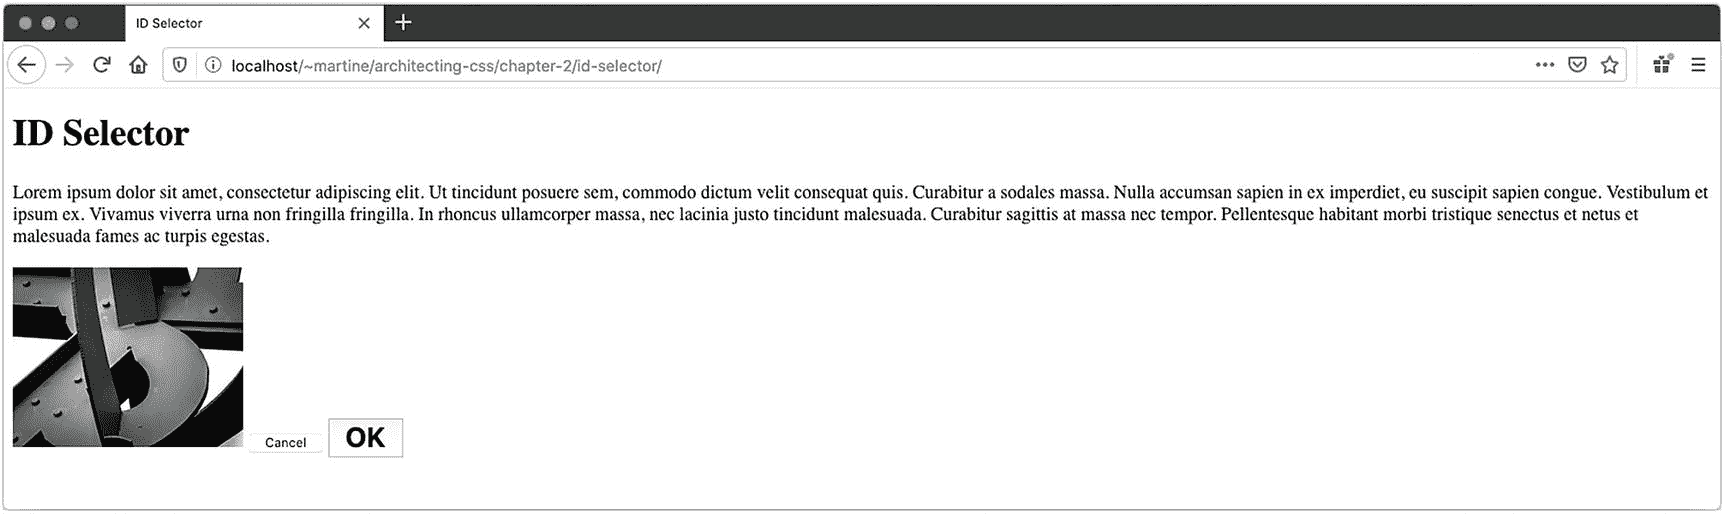 ID Selector
localhost/~martine/architecting-css/chapter-2/id-selector/
ID Selector
Lorem ipsum dolor sit amet, consectetur adipiscing elit. Ut tincidunt posuere sem, commodo dictum velit consequat quis. Curabitur a sodales massa. Nulla accumsan sapien in ex imperdiet, eu suscipit sapien congue. Vestibulum et
ipsum ex. Vivamus viverra urna non fringilla fringilla. In rhoncus ullamcorper massa, nec lacinia justo tincidunt malesuada. Curabitur sagittis at massa nec tempor. Pellentesque habitant morbi tristique senectus et netus et
malesuada fames ac turpis egestas.
Cancel OK